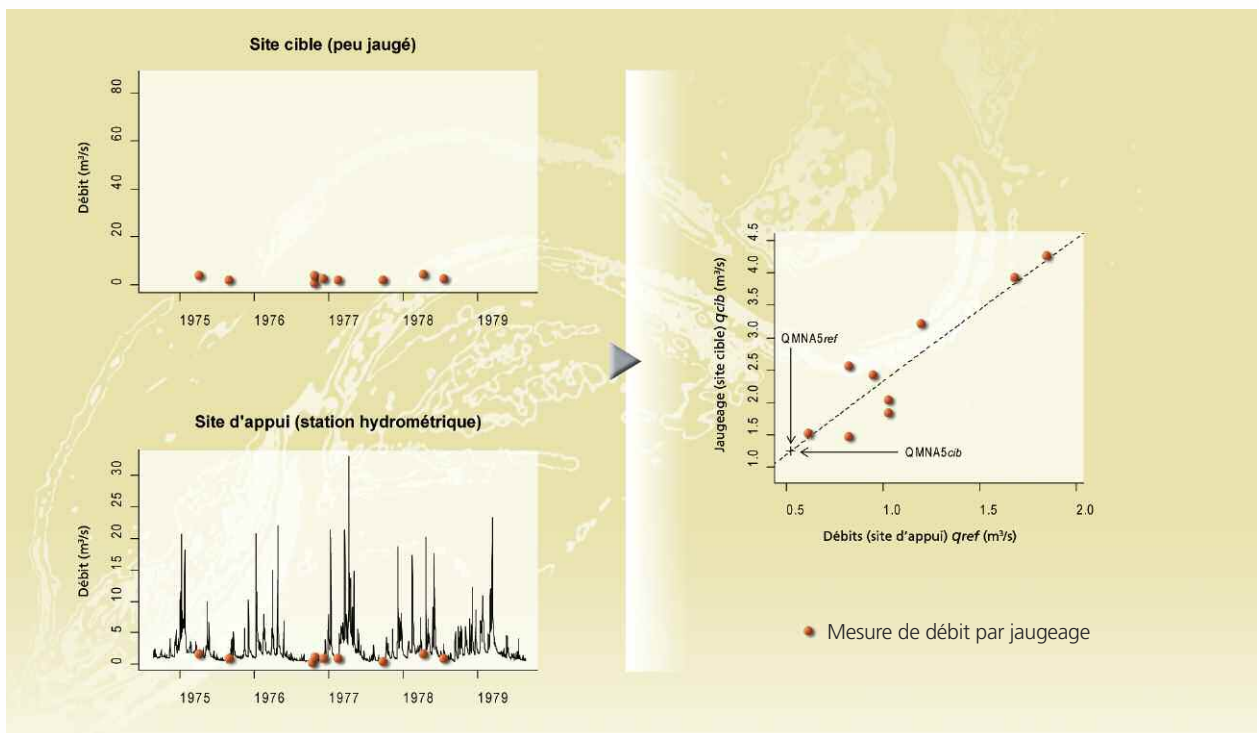 Site cible (peu jaugé)
Débit (m³/s)
80
60
40
20
0
1975 1976 1977 1978 1979
Site d'appui (station hydrométrique)
Débit (m³/s)
30
25
20
15
10
5
0
1975 1976 1977 1978 1979
Jaugeage (site cible) qcib (m³/s)
4.5
4.0
3.5
3.0
2.5
2.0
1.5
1.0
QMNA5ref
QMNA5cib
0.5 1.0 1.5 2.0
Débits (site d'appui) qref (m³/s)
Mesure de débit par jaugeage